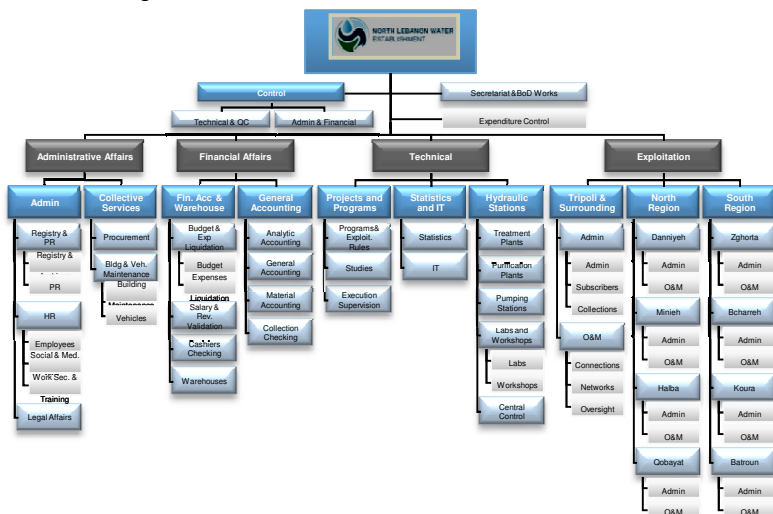 NORTH LEBANON WATER
ESTABLISHMENT
Control
Secretariat &BoD Works
Technical & QC
Admin & Financial
Expenditure Control
Administrative Affairs
Financial Affairs
Technical
Exploitation
Admin
Collective
Services
Fin. Acc &
Warehouse
General
Accounting
Projects and
Programs
Statistics
and IT
Hydraulic
Stations
Tripoli &
Surrounding
North
Region
South
Region
Registry &
PR
Registry &
PR
HR
Employees
Social & Med.
Work Sec. &
Training
Legal Affairs
Procurement
Bldg & Veh.
Maintenance
Building
Maintenance
Vehicles
Budget &
Exp
Liquidation
Budget
Expenses
Liquidation
Salary &
Rev.
Validation
Cashiers
Checking
Warehouses
Analytic
Accounting
General
Accounting
Material
Accounting
Collection
Checking
Programs&
Exploit.
Rules
Studies
Execution
Supervision
Statistics
IT
Treatment
Plants
Purification
Plants
Pumping
Stations
Labs and
Workshops
Labs
Workshops
Central
Control
Admin
Admin
Subscribers
Collections
O&M
Connections
Networks
Oversight
Danniyeh
Admin
O&M
Minieh
Admin
O&M
Halba
Admin
O&M
Qobayat
Admin
O&M
Zghorta
Admin
O&M
Bcharreh
Admin
O&M
Koura
Admin
O&M
Batroun
Admin
O&M